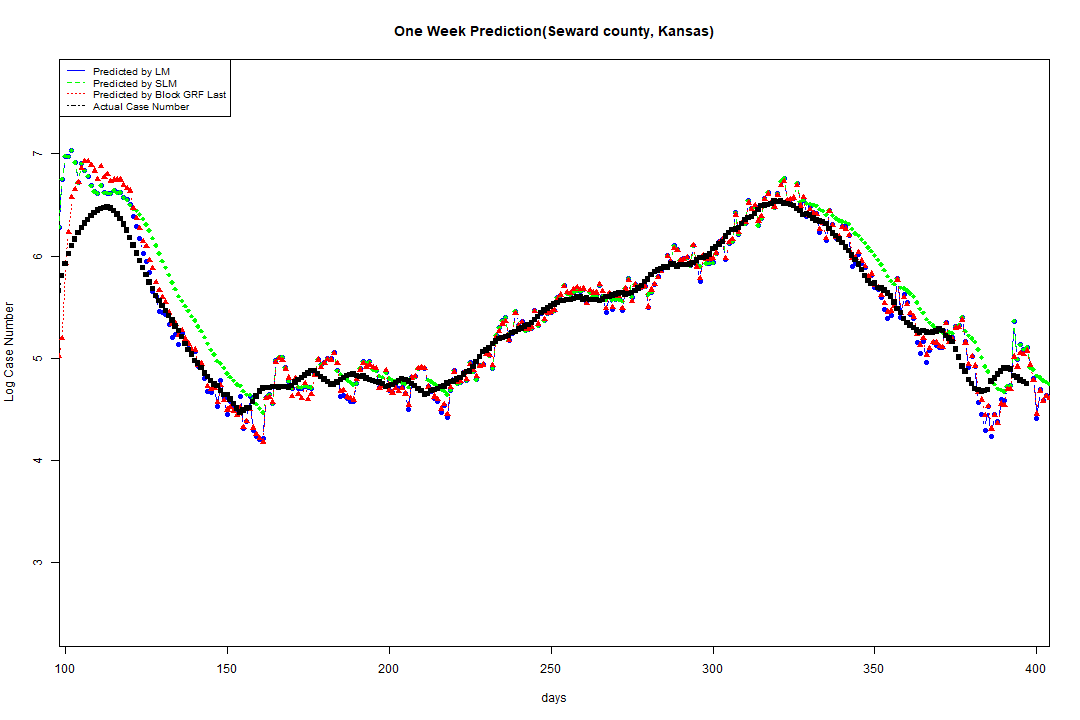 One Week Prediction(Seward county, Kansas)
Predicted by LM
Predicted by SLM
Predicted by Block GRF Last
Actual Case Number
7
6
5
4
3
Log Case Number
100 150 200 250 300 350 400
days